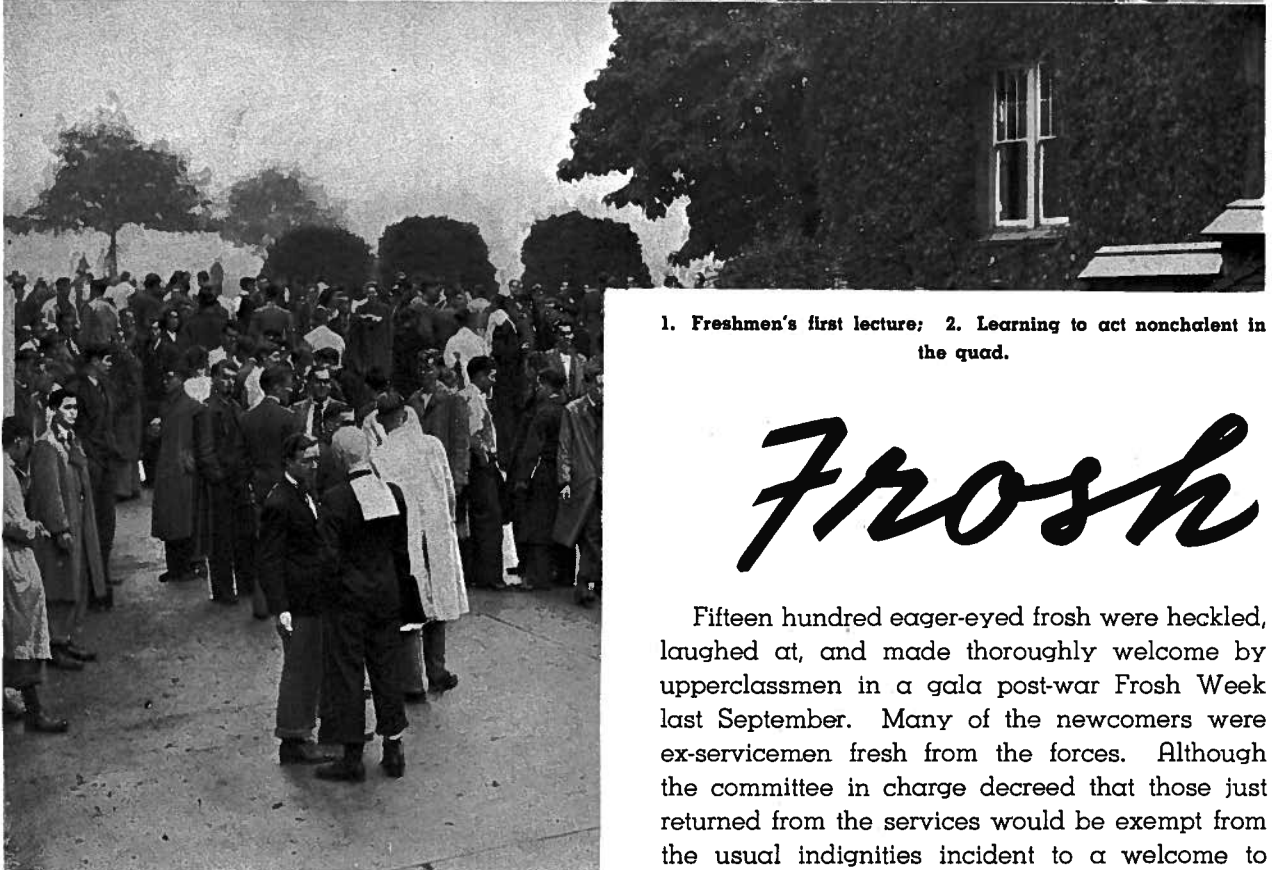 1. Freshmen's first lecture; 2. Learning to act nonchalent in
the quad.
Frosh
Fifteen hundred eager-eyed frosh were heckled,
laughed at, and made thoroughly welcome by
upperclassmen in a gala post-war Frosh Week
last September. Many of the newcomers were
ex-servicemen fresh from the forces. Although
the committee in charge decreed that those just
returned from the services would be exempt from
the usual indignities incident to a welcome to